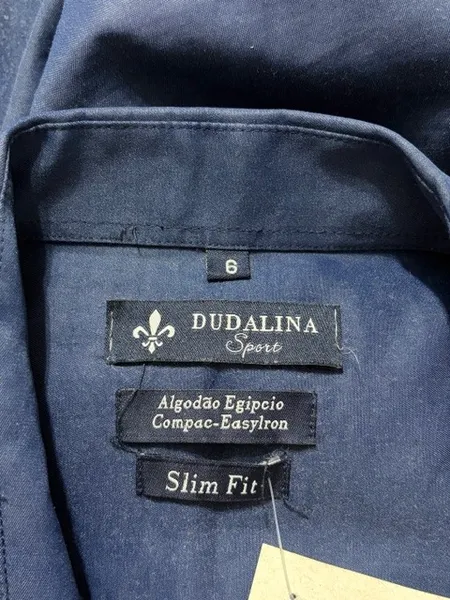 6
DUDALINA
Sport
Algodão Egipcio
Compac-EasyIron
Slim Fit